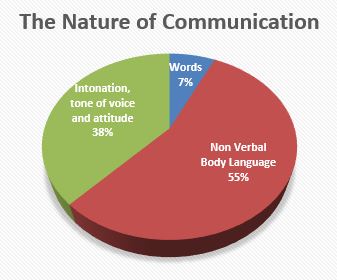 The Nature of Communication
Words
7%
Intonation,
tone of voice
and attitude
38%
Non Verbal
Body Language
55%